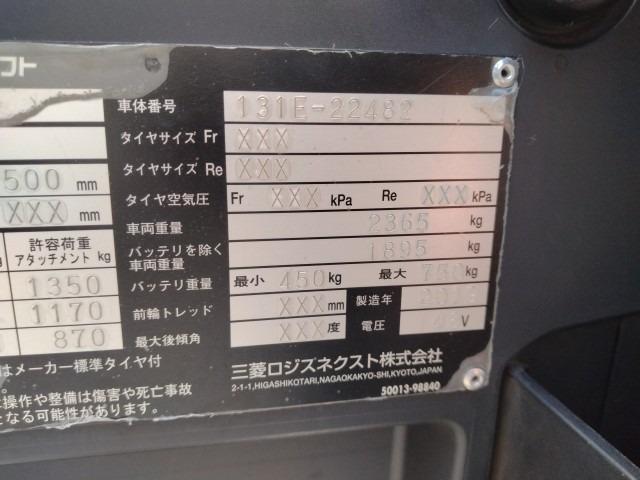 フト
車体番号 131E-22482
タイヤサイズ Fr XXX
タイヤサイズ Re XXX
500 mm タイヤ空気圧 Fr XXX kPa Re XXX kPa
XXX mm 車両重量 2365 kg
許容荷重 アタッチメント kg バッテリを除く 車両重量 1895 kg
1350 バッテリ重量 最小 450 kg 最大 750 kg
1170 前輪トレッド XXX mm 製造年
870 最大後傾角 XXX 度 電圧 V
はメーカー標準タイヤ付 三菱ロジスネクスト株式会社
2-1-1,HIGASHIKOTARI,NAGAOKAKYO-SHI,KYOTO,JAPAN
操作や整備は傷害や死亡事故 50013-98840
となる可能性があります。